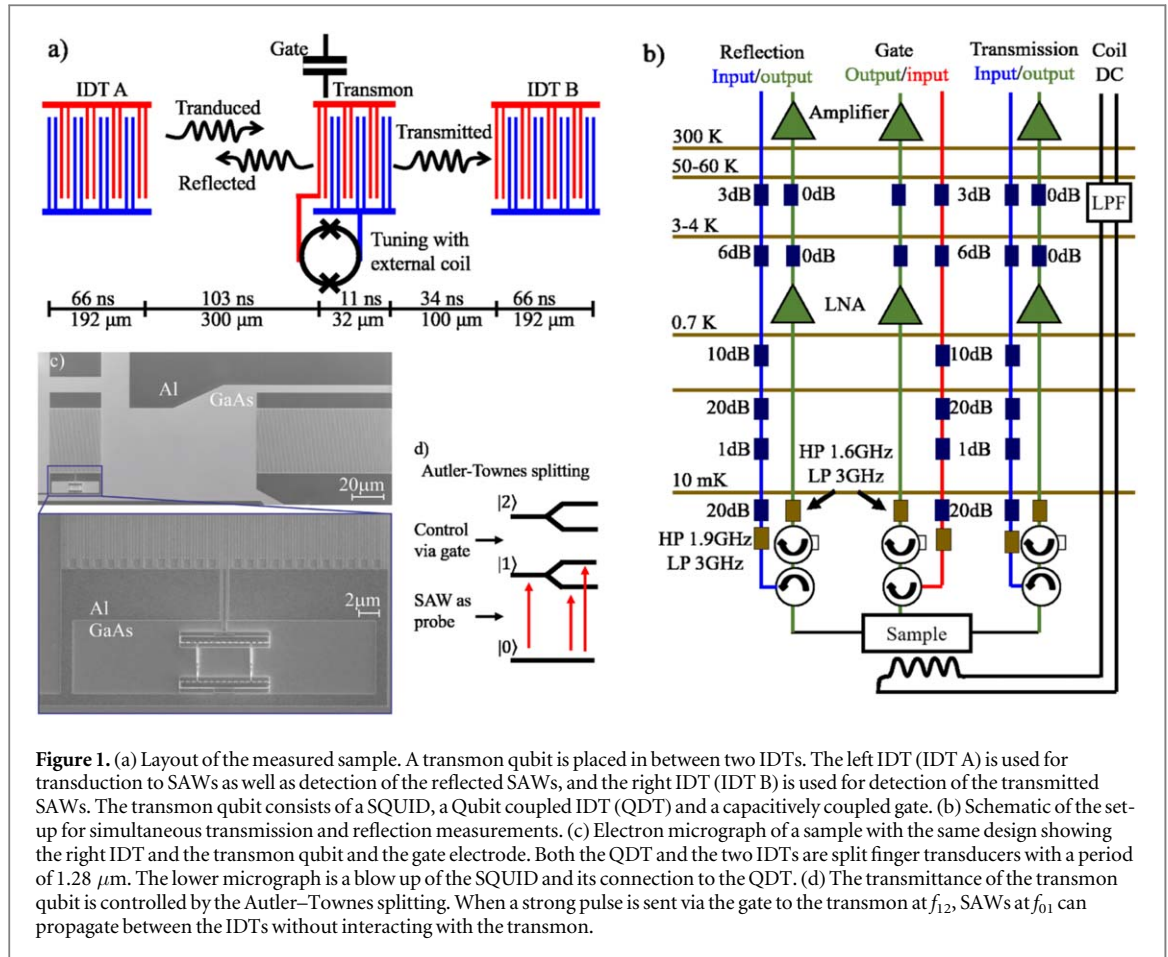 a)
Gate
IDT A
Transmon
IDT B
Tranduced
Transmitted
Reflected
Tuning with
external coil
66 ns
103 ns
11 ns
34 ns
66 ns
192 μm
300 μm
32 μm
100 μm
192 μm
c)
Al
GaAs
20μm
Al
GaAs
2μm
d)
Autler-Townes splitting
|2⟩
Control
via gate
|1⟩
SAW as
probe
|0⟩
b)
Reflection
Gate
Transmission
Coil
Input/output
Output/input
Input/output
DC
Amplifier
300 K
50-60 K
3dB
0dB
3dB
0dB
LPF
3-4 K
6dB
0dB
6dB
0dB
LNA
0.7 K
10dB
10dB
20dB
20dB
1dB
HP 1.6GHz
LP 3GHz
1dB
10 mK
20dB
20dB
HP 1.9GHz
LP 3GHz
Sample
Figure 1. (a) Layout of the measured sample. A transmon qubit is placed in between two IDTs. The left IDT (IDT A) is used for
transduction to SAWs as well as detection of the reflected SAWs, and the right IDT (IDT B) is used for detection of the transmitted
SAWs. The transmon qubit consists of a SQUID, a Qubit coupled IDT (QDT) and a capacitively coupled gate. (b) Schematic of the set-
up for simultaneous transmission and reflection measurements. (c) Electron micrograph of a sample with the same design showing
the right IDT and the transmon qubit and the gate electrode. Both the QDT and the two IDTs are split finger transducers with a period
of 1.28 μm. The lower micrograph is a blow up of the SQUID and its connection to the QDT. (d) The transmittance of the transmon
qubit is controlled by the Autler–Townes splitting. When a strong pulse is sent via the gate to the transmon at f₁₂, SAWs at f₀₁ can
propagate between the IDTs without interacting with the transmon.